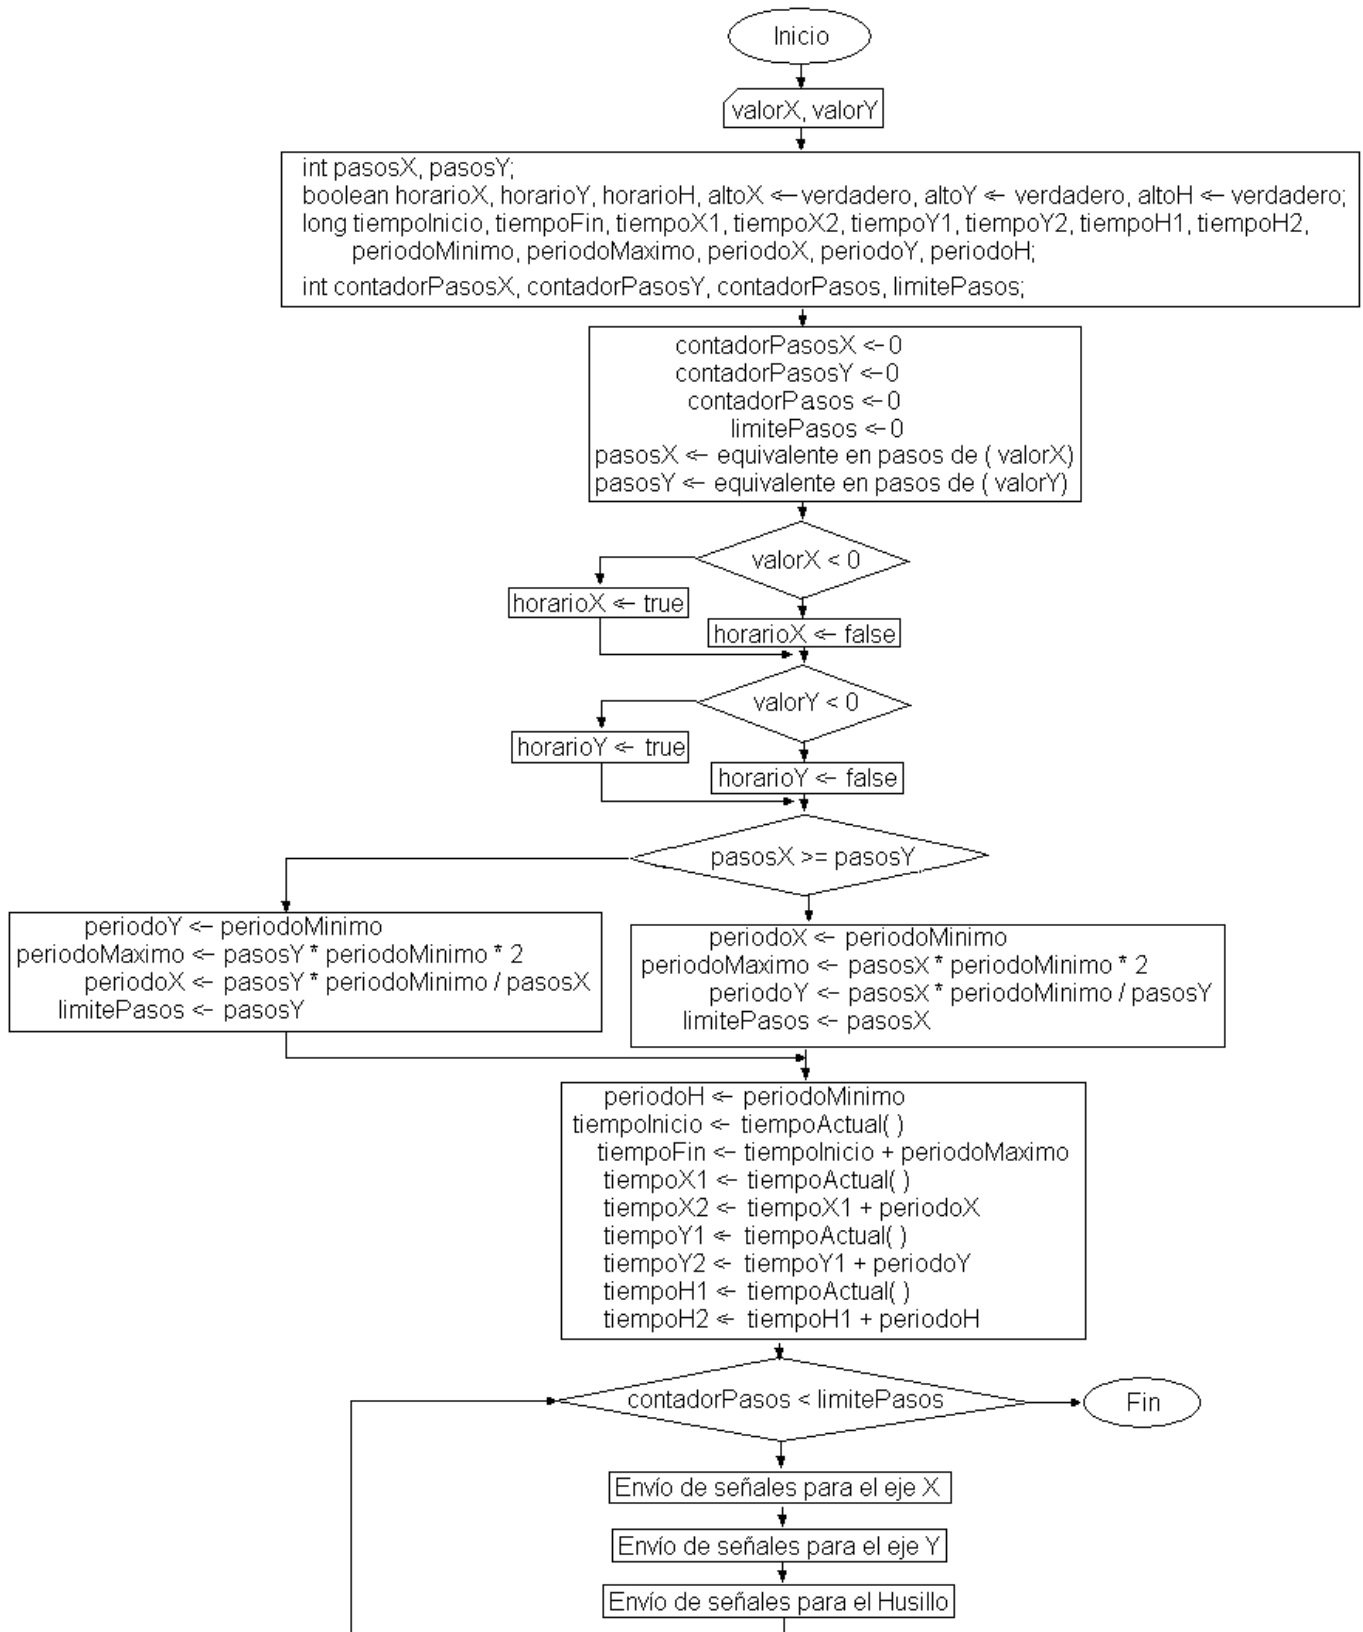 Inicio
valorX, valorY
int pasosX, pasosY;
boolean horarioX, horarioY, horarioH, altoX ← verdadero, altoY ← verdadero, altoH ← verdadero;
long tiempoInicio, tiempoFin, tiempoX1, tiempoX2, tiempoY1, tiempoY2, tiempoH1, tiempoH2,
periodoMinimo, periodoMaximo, periodoX, periodoY, periodoH;
int contadorPasosX, contadorPasosY, contadorPasos, limitePasos;
contadorPasosX ← 0
contadorPasosY ← 0
contadorPasos ← 0
limitePasos ← 0
pasosX ← equivalente en pasos de ( valorX)
pasosY ← equivalente en pasos de ( valorY)
valorX < 0
horarioX ← true
horarioX ← false
valorY < 0
horarioY ← true
horarioY ← false
pasosX >= pasosY
periodoY ← periodoMinimo
periodoMaximo ← pasosY * periodoMinimo * 2
periodoX ← pasosY * periodoMinimo / pasosX
limitePasos ← pasosY
periodoX ← periodoMinimo
periodoMaximo ← pasosX * periodoMinimo * 2
periodoY ← pasosX * periodoMinimo / pasosY
limitePasos ← pasosX
periodoH ← periodoMinimo
tiempoInicio ← tiempoActual( )
tiempoFin ← tiempoInicio + periodoMaximo
tiempoX1 ← tiempoActual( )
tiempoX2 ← tiempoX1 + periodoX
tiempoY1 ← tiempoActual( )
tiempoY2 ← tiempoY1 + periodoY
tiempoH1 ← tiempoActual( )
tiempoH2 ← tiempoH1 + periodoH
contadorPasos < limitePasos
Fin
Envío de señales para el eje X
Envío de señales para el eje Y
Envío de señales para el Husillo